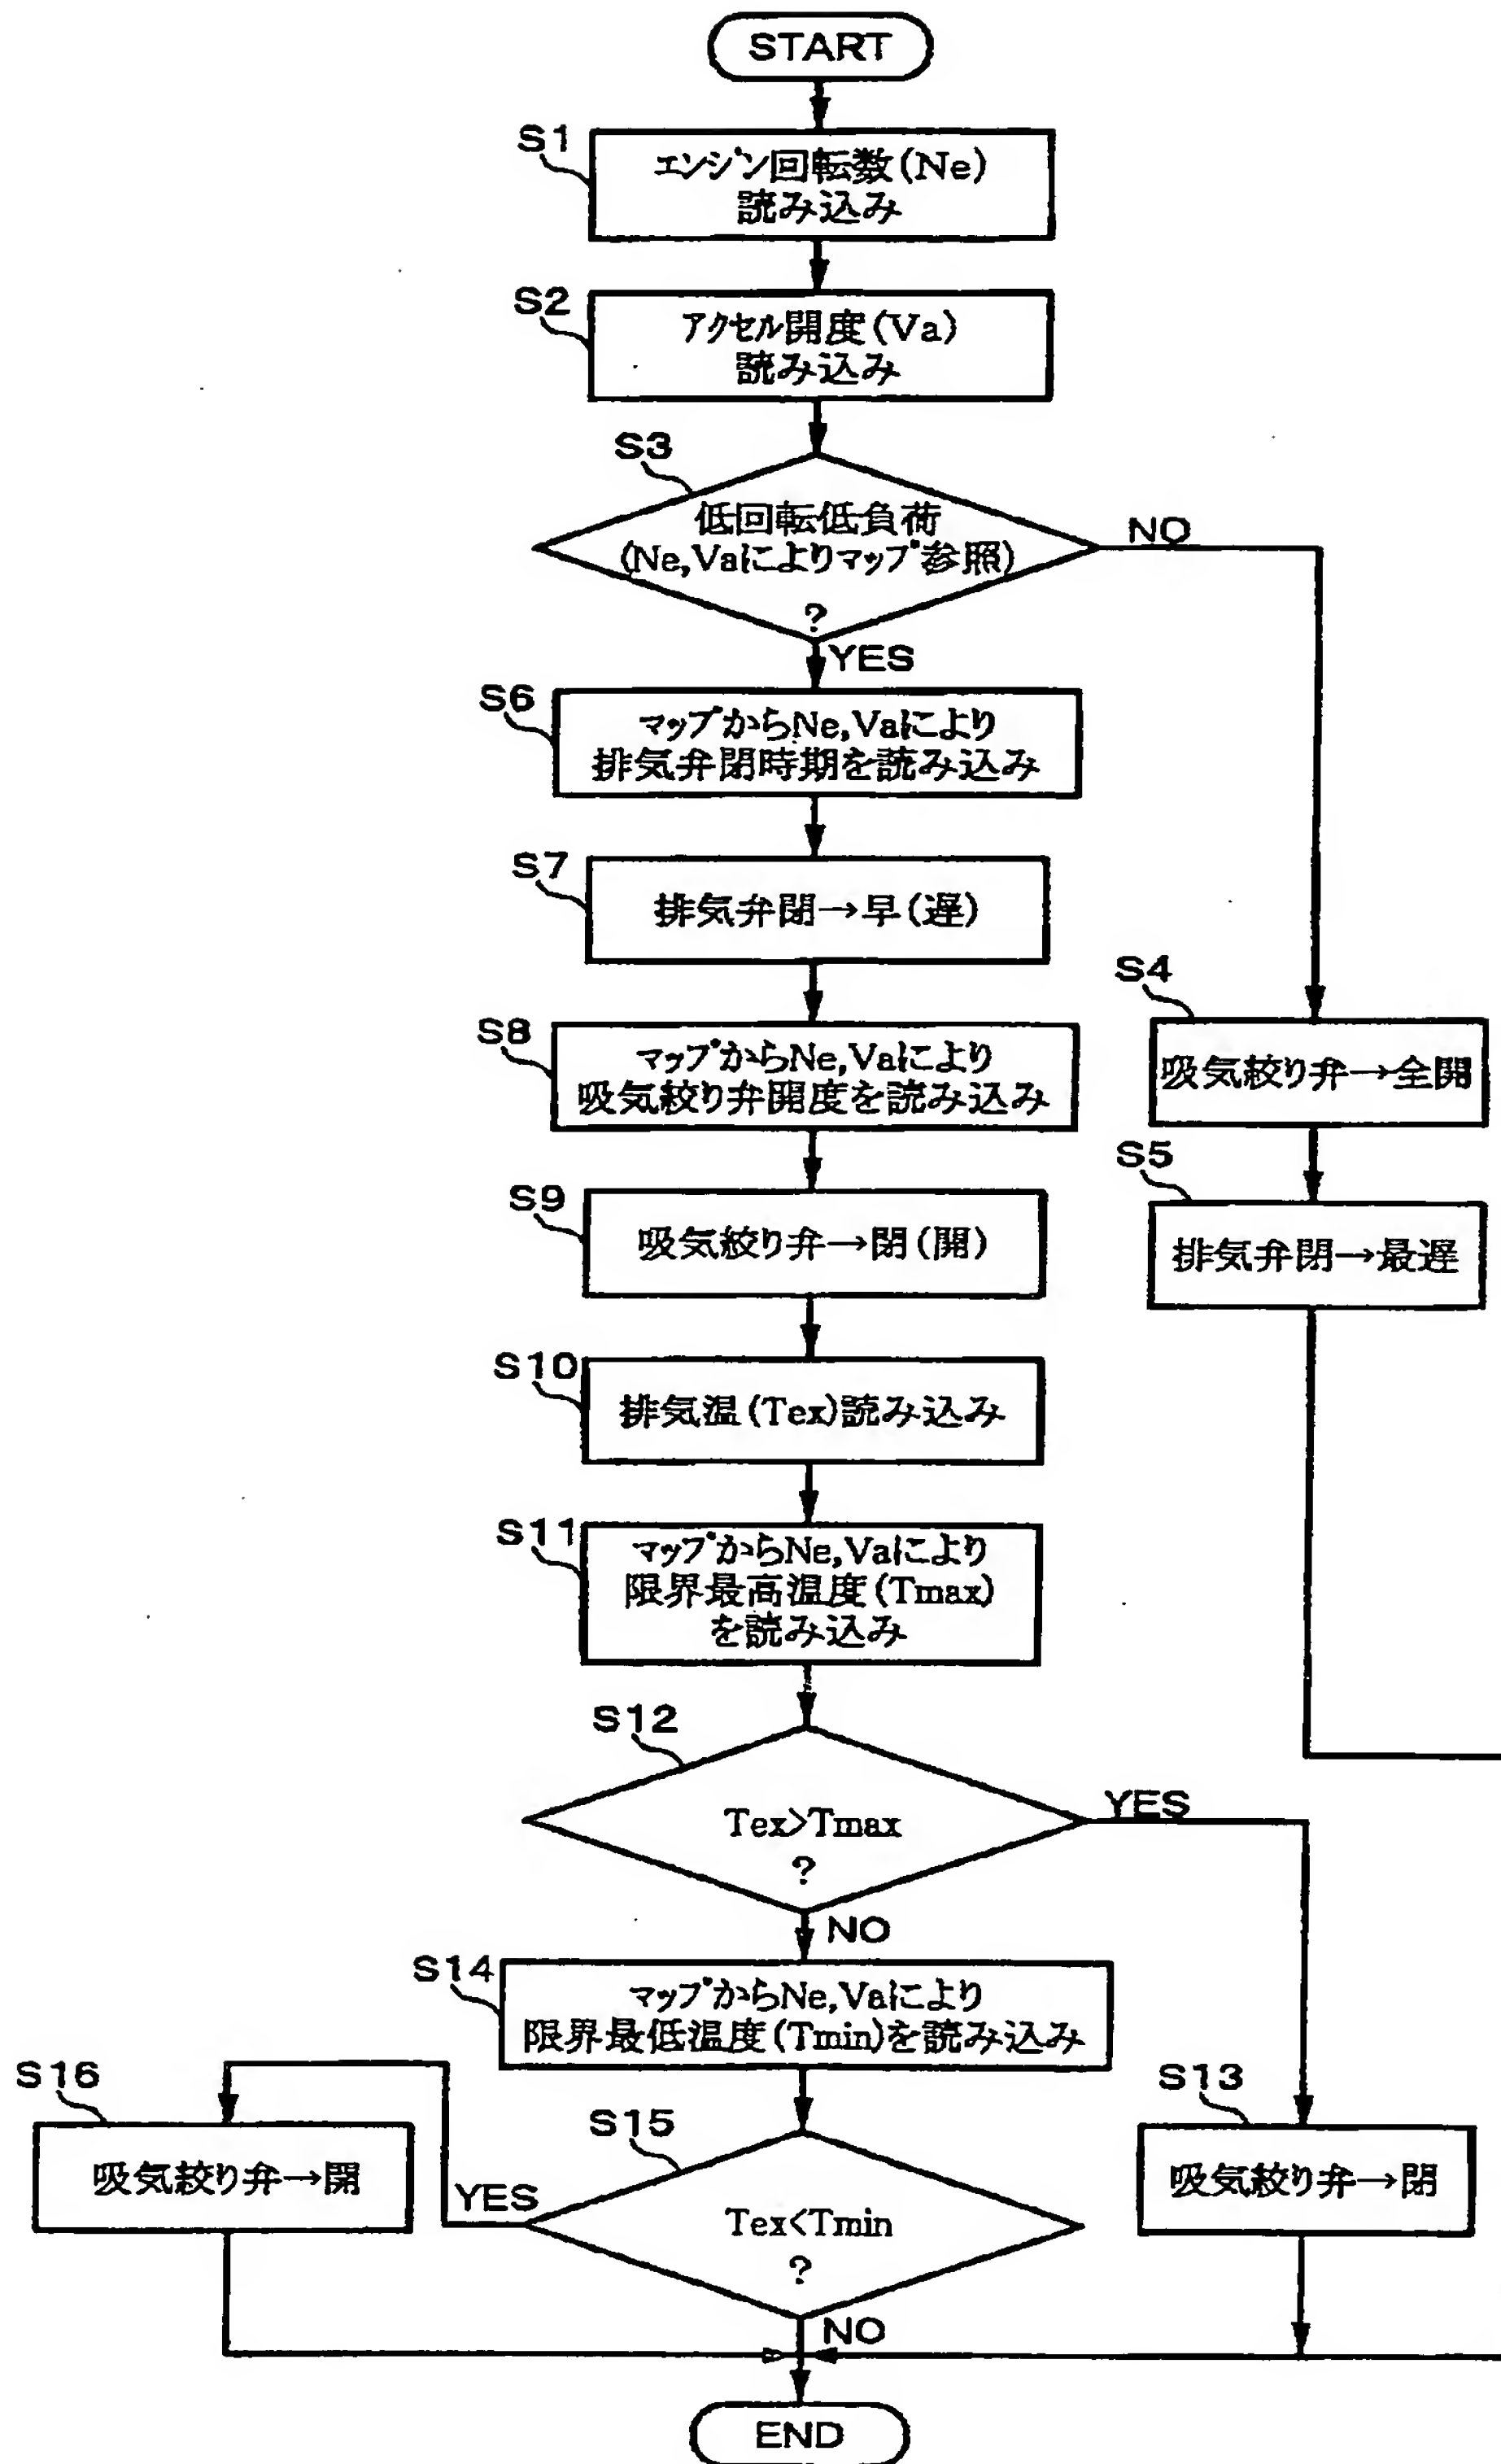 START
S1
エンジン回転数(Ne)
読み込み
S2
アクセル開度(Va)
読み込み
S3
低回転低負荷
(Ne,Vaによりマップ参照)
?
NO
YES
S6
マップからNe,Vaにより
排気弁閉時期を読み込み
S7
排気弁閉→早(遅)
S8
マップからNe,Vaにより
吸気絞り弁開度を読み込み
S4
吸気絞り弁→全開
S9
吸気絞り弁→閉(開)
S5
排気弁閉→最遅
S10
排気温(Tex)読み込み
S11
マップからNe,Vaにより
限界最高温度(Tmax)
を読み込み
S12
Tex>Tmax
?
YES
NO
S14
マップからNe,Vaにより
限界最低温度(Tmin)を読み込み
S16
吸気絞り弁→開
S15
Tex<Tmin
?
YES
NO
S13
吸気絞り弁→閉
END